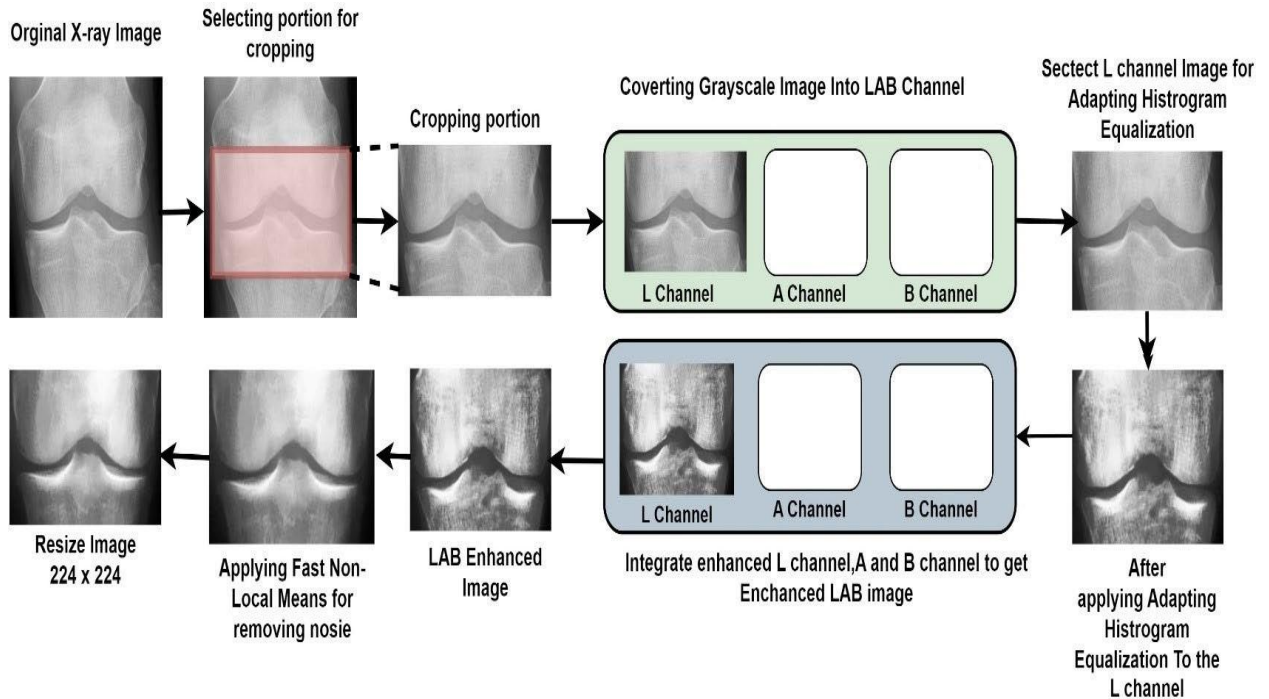 Orginal X-ray Image
Selecting portion for
cropping
Cropping portion
Coverting Grayscale Image Into LAB Channel
L Channel
A Channel
B Channel
Sectect L channel Image for
Adapting Histrogram
Equalization
After
applying Adapting
Histrogram
Equalization To the
L channel
L Channel
A Channel
B Channel
Integrate enhanced L channel,A and B channel to get
Enchanced LAB image
LAB Enhanced
Image
Applying Fast Non-
Local Means for
removing nosie
Resize Image
224 x 224